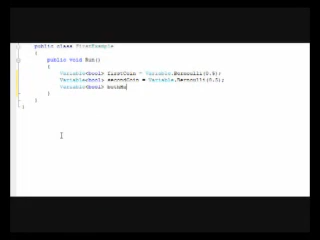 public class FirstExample
{
public void Run()
{
Variable<bool> firstCoin = Variable.Bernoulli(0.5);
Variable<bool> secondCoin = Variable.Bernoulli(0.5);
Variable<bool>
}
}
}